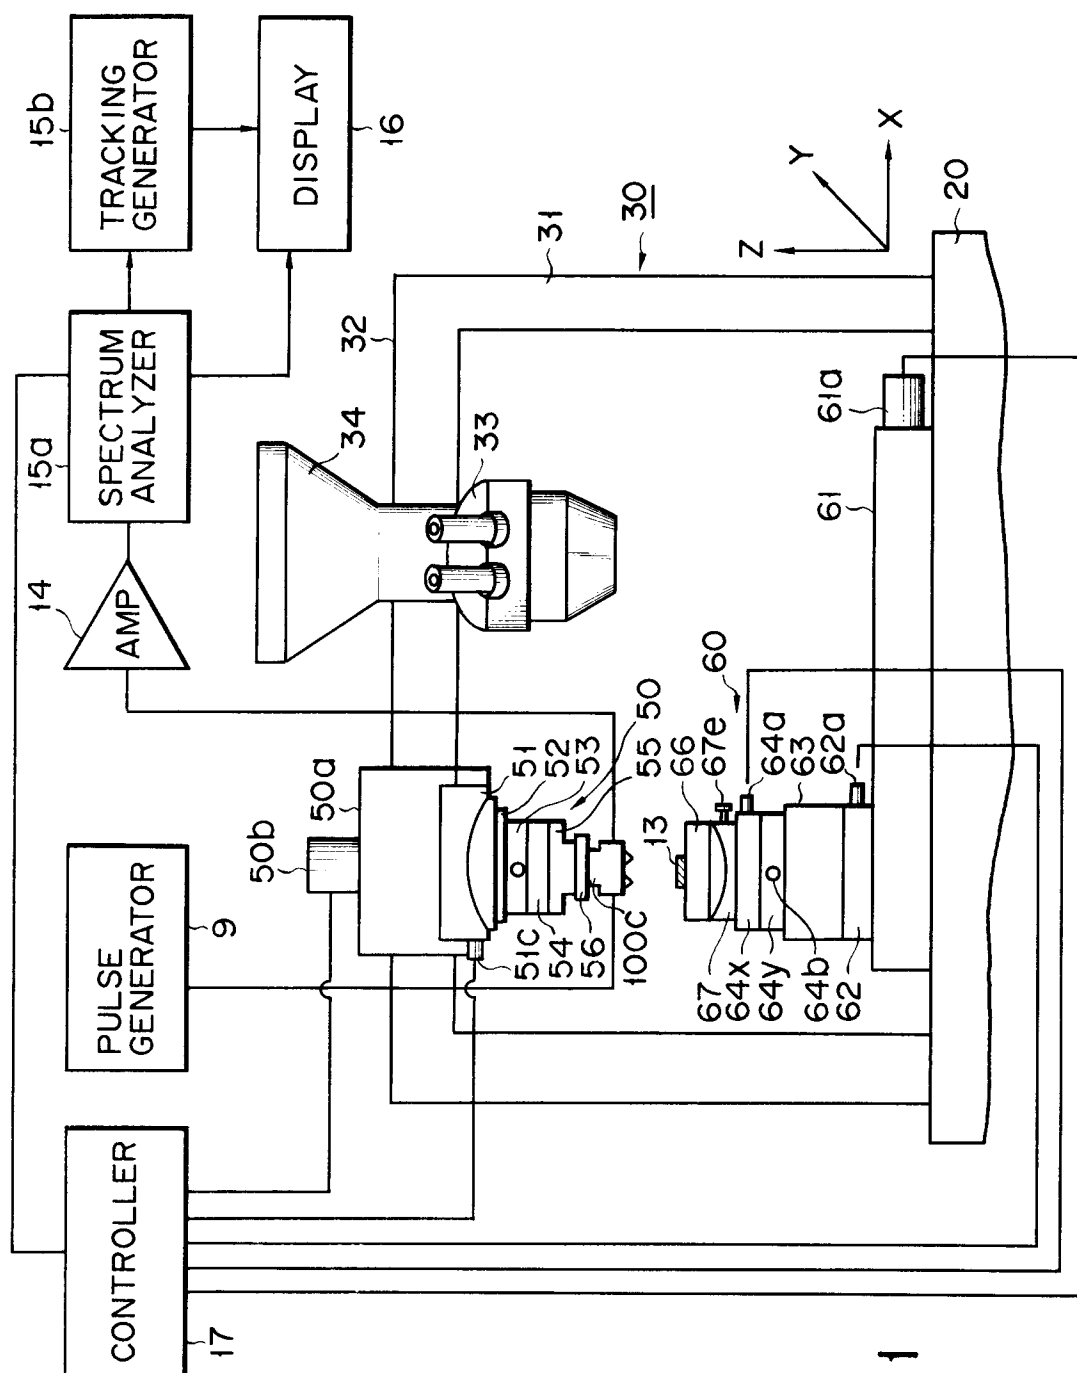 CONTROLLER
17
PULSE
GENERATOR
9
AMP
14
SPECTRUM
ANALYZER
15a
TRACKING
GENERATOR
15b
DISPLAY
16
50b
50a
51
52
53
50
55
51C
54
56
100C
34
33
32
31
30
Z
Y
X
20
13
66
67e
60
64a
63
62a
67
64x
64y
64b
62
61
61a
1